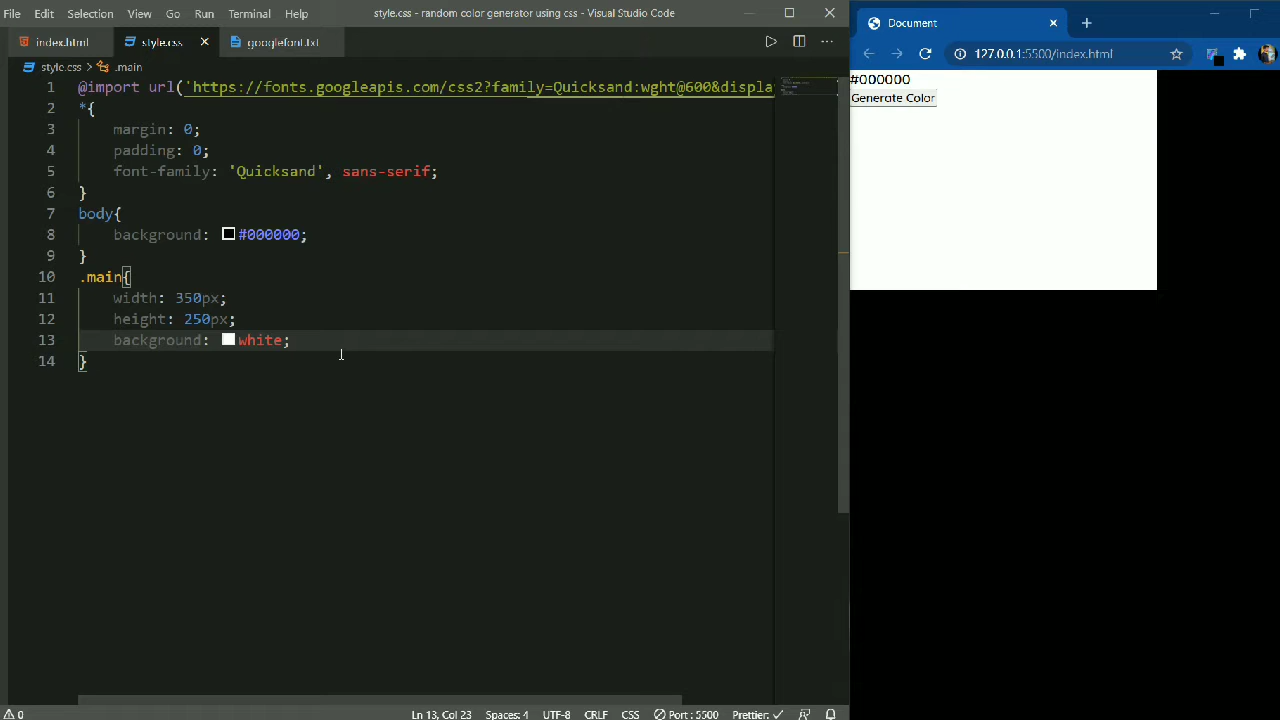 File Edit Selection View Go Run Terminal Help style.css - random color generator using css - Visual Studio Code
index.html style.css googlefont.txt
style.css > .main
1 @import url('https://fonts.googleapis.com/css2?family=Quicksand:wght@600&displa
2 *{
3 margin: 0;
4 padding: 0;
5 font-family: 'Quicksand', sans-serif;
6 }
7 body{
8 background: #000000;
9 }
10 .main{
11 width: 350px;
12 height: 250px;
13 background: white;
14 }
0 Ln 13, Col 23 Spaces: 4 UTF-8 CRLF CSS Port : 5500 Prettier: ✓
Document
127.0.0.1:5500/index.html
#000000
Generate Color